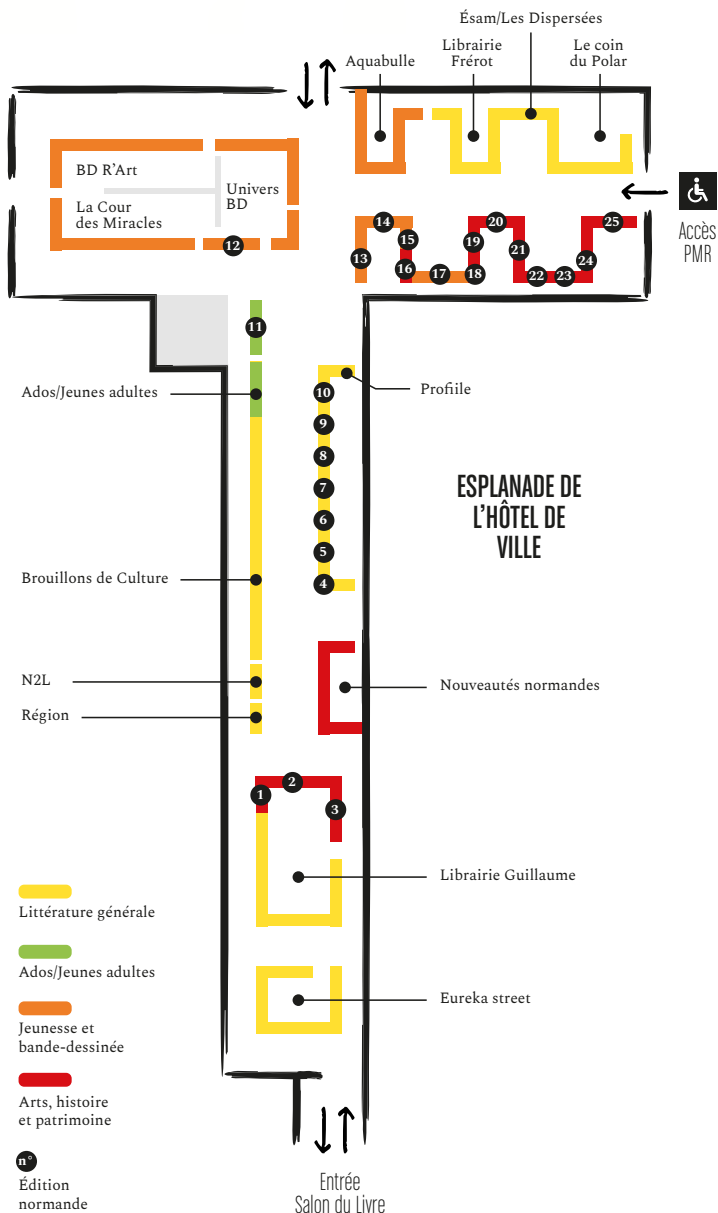 Ésam/Les Dispersées
Aquabulle
Librairie
Frérot
Le coin
du Polar
BD R'Art
La Cour
des Miracles
Univers
BD
12
14
13
15
16
17
18
19
20
21
22
23
24
25
Accès
PMR
11
Ados/Jeunes adultes
Profiile
10
9
8
7
6
5
4
ESPLANADE DE
L'HÔTEL DE
VILLE
Brouillons de Culture
N2L
Région
Nouveautés normandes
1
2
3
Librairie Guillaume
Eureka street
Littérature générale
Ados/Jeunes adultes
Jeunesse et
bande-dessinée
Arts, histoire
et patrimoine
n°
Édition
normande
Entrée
Salon du Livre